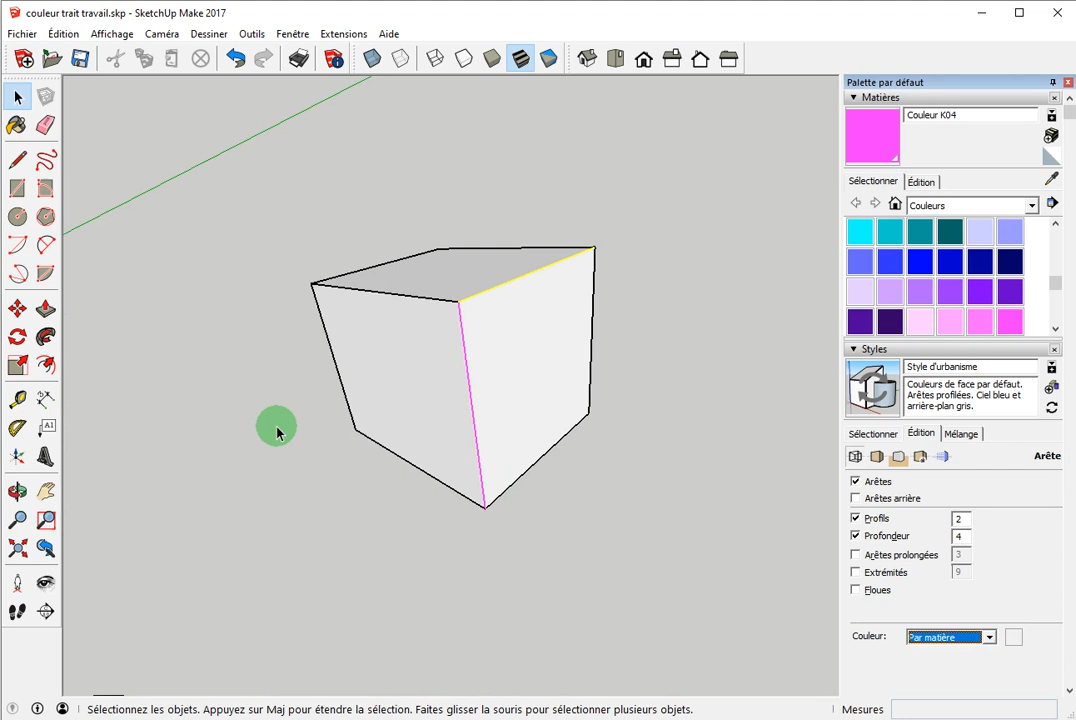 couleur trait travail.skp - SketchUp Make 2017
Fichier Édition Affichage Caméra Dessiner Outils Fenêtre Extensions Aide
Palette par défaut
Matières
Couleur K04
Sélectionner Édition
Couleurs
Styles
Style d'urbanisme
Couleurs de face par défaut.
Arêtes profilées. Ciel bleu et
arrière-plan gris.
Sélectionner Édition Mélange
Arête
Arêtes
Arêtes arrière
Profils 2
Profondeur 4
Arêtes prolongées 3
Extrémités 9
Floues
Couleur: Par matière
A1
Sélectionnez les objets. Appuyez sur Maj pour étendre la sélection. Faites glisser la souris pour sélectionner plusieurs objets.
Mesures